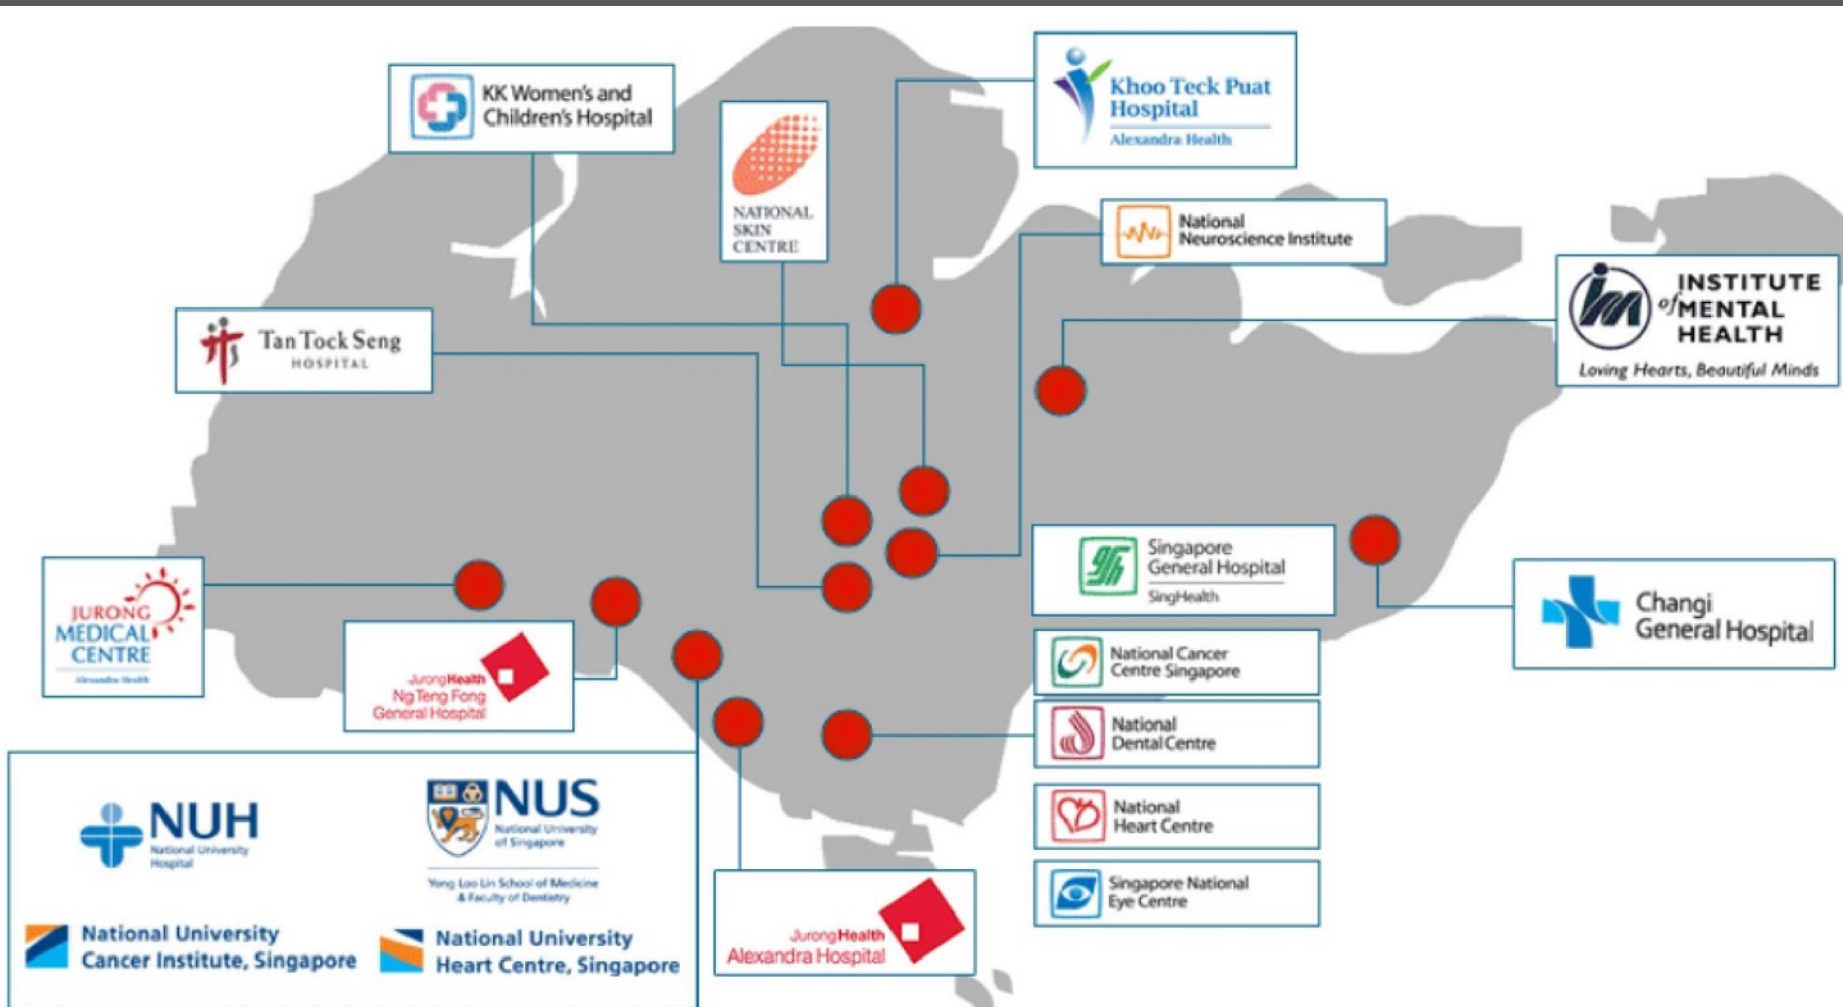 KK Women's and
Children's Hospital
NATIONAL
SKIN
CENTRE
Khoo Teck Puat
Hospital
Alexandra Health
National
Neuroscience Institute
INSTITUTE
of MENTAL
HEALTH
Loving Hearts, Beautiful Minds
Tan Tock Seng
HOSPITAL
JURONG
MEDICAL
CENTRE
Alexandra Health
JurongHealth
Ng Teng Fong
General Hospital
Singapore
General Hospital
SingHealth
National Cancer
Centre Singapore
National
Dental Centre
National
Heart Centre
Singapore National
Eye Centre
Changi
General Hospital
NUH
National University
Hospital
NUS
National University
of Singapore
Yong Loo Lin School of Medicine
& Faculty of Dentistry
National University
Cancer Institute, Singapore
National University
Heart Centre, Singapore
JurongHealth
Alexandra Hospital